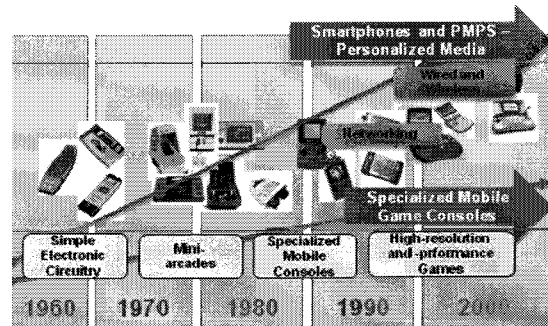 Smartphones and PMPS –
Personalized Media
Wired and
Wireless
Networking
Specialized Mobile
Game Consoles
Simple
Electronic
Circuitry
Mini-
arcades
Specialized
Mobile
Consoles
High-resolution
and -prformance
Games
1960
1970
1980
1990
2000